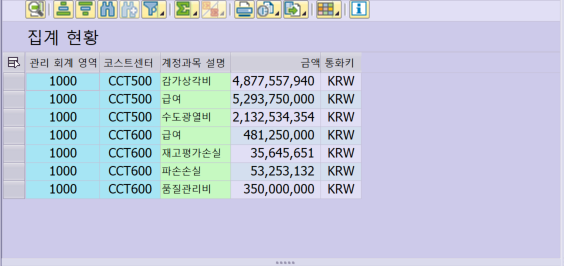 집계 현황
관리 회계 영역 코스트센터 계정과목 설명 금액 통화키
1000 CCT500 감가상각비 4,877,557,940 KRW
1000 CCT500 급여 5,293,750,000 KRW
1000 CCT500 수도광열비 2,132,534,354 KRW
1000 CCT600 급여 481,250,000 KRW
1000 CCT600 재고평가손실 35,645,651 KRW
1000 CCT600 파손손실 53,253,132 KRW
1000 CCT600 품질관리비 350,000,000 KRW